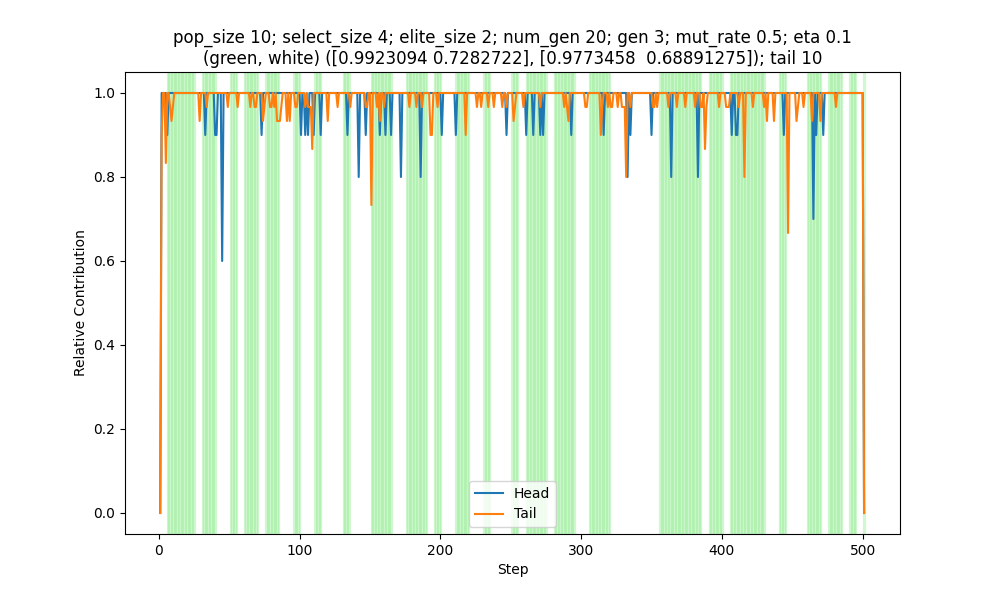 pop_size 10; select_size 4; elite_size 2; num_gen 20; gen 3; mut_rate 0.5; eta 0.1
(green, white) ([0.9923094 0.7282722], [0.9773458  0.68891275]); tail 10
1.0
0.8
0.6
0.4
0.2
0.0
Relative Contribution
Head
Tail
0
100
200
300
400
500
Step